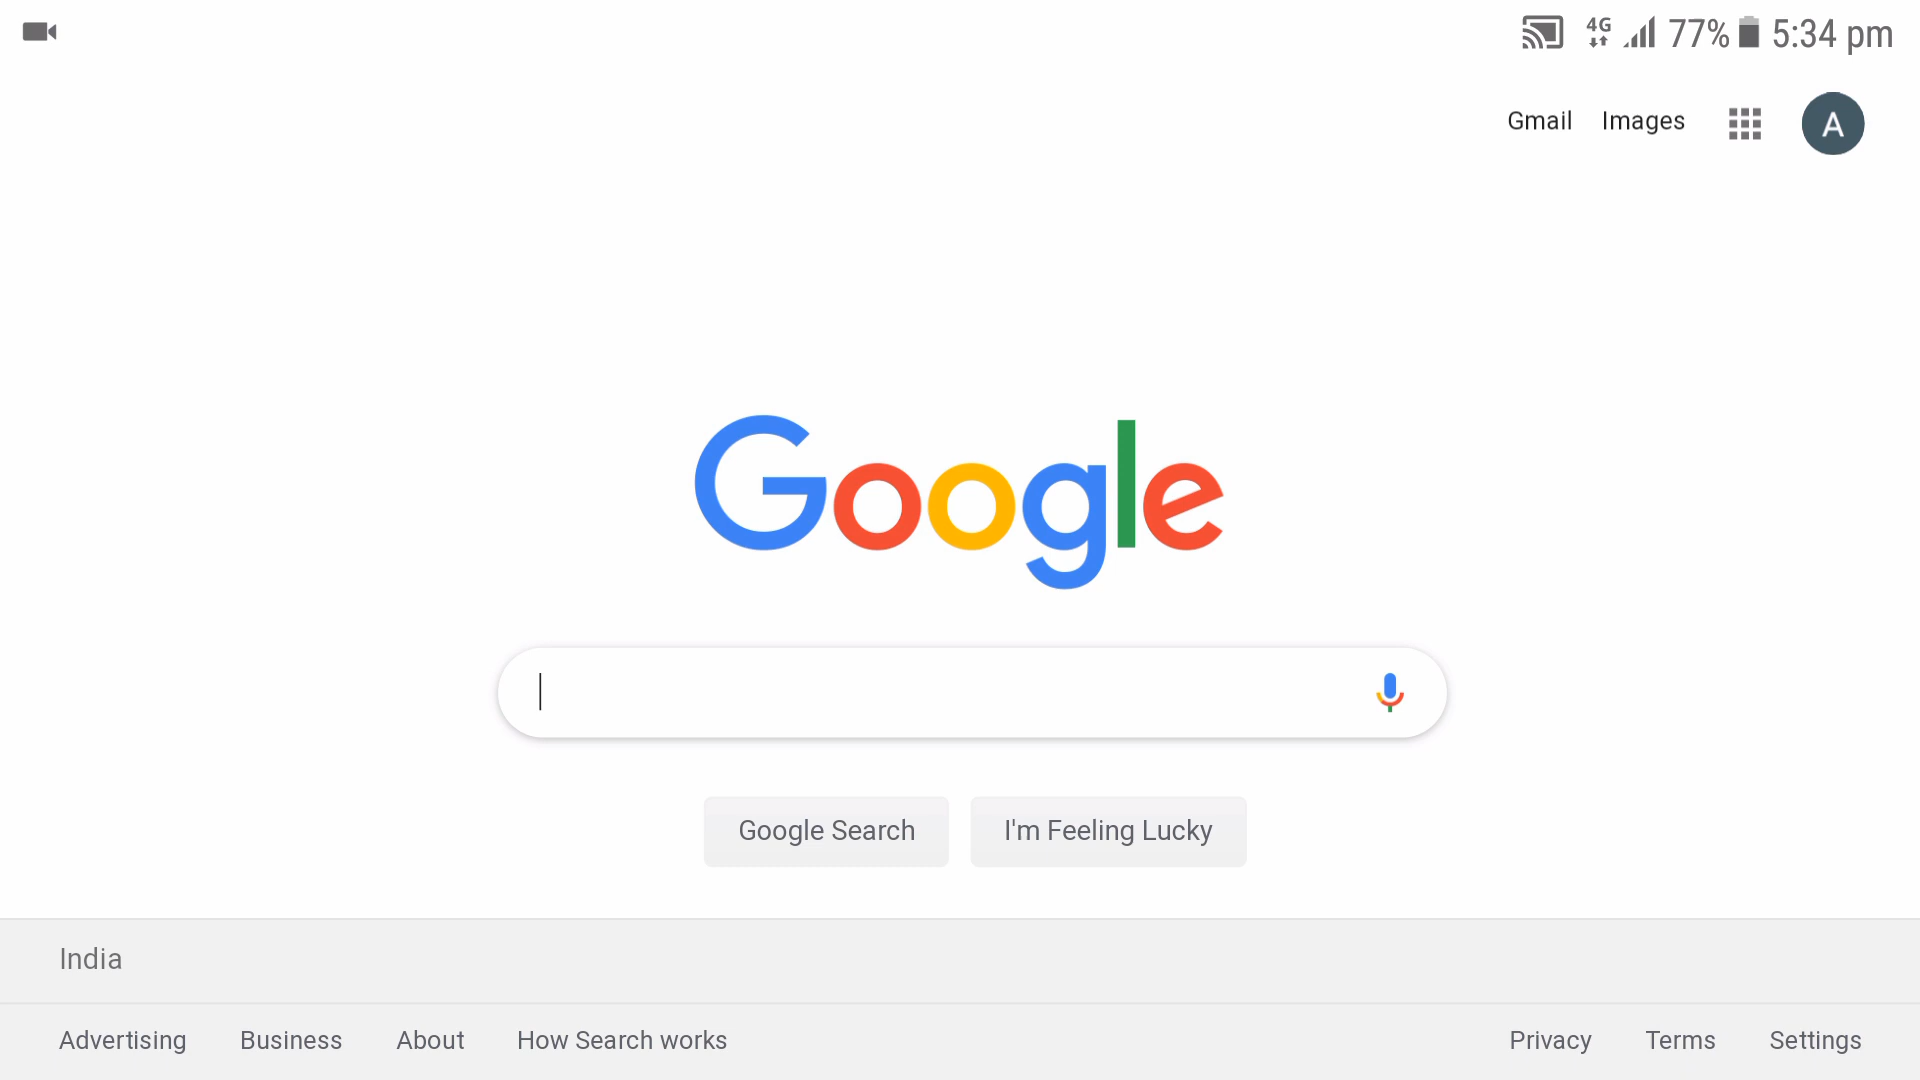 4G 77% 5:34 pm
Gmail Images A
Google
Google Search I'm Feeling Lucky
India
Advertising Business About How Search works Privacy Terms Settings